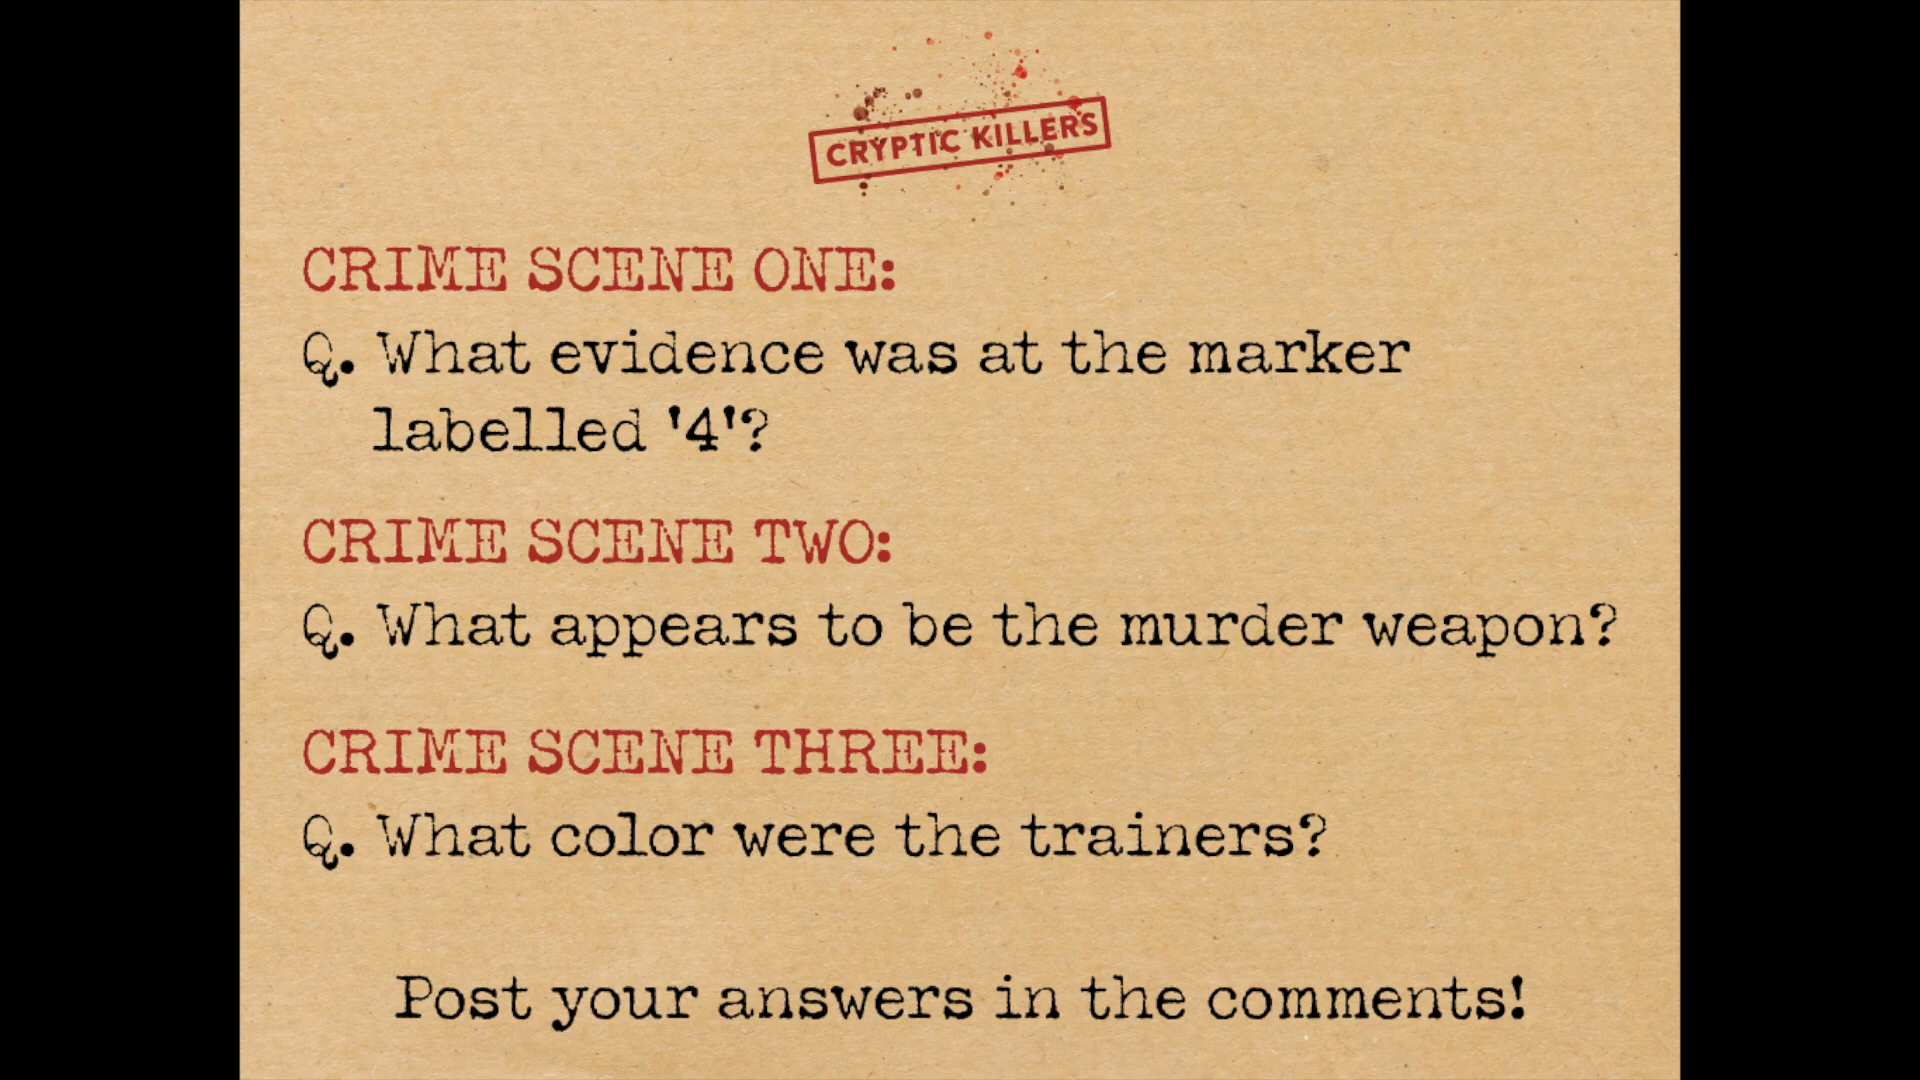 CRYPTIC KILLERS
CRIME SCENE ONE:
Q. What evidence was at the marker
labelled '4'?
CRIME SCENE TWO:
Q. What appears to be the murder weapon?
CRIME SCENE THREE:
Q. What color were the trainers?
Post your answers in the comments!